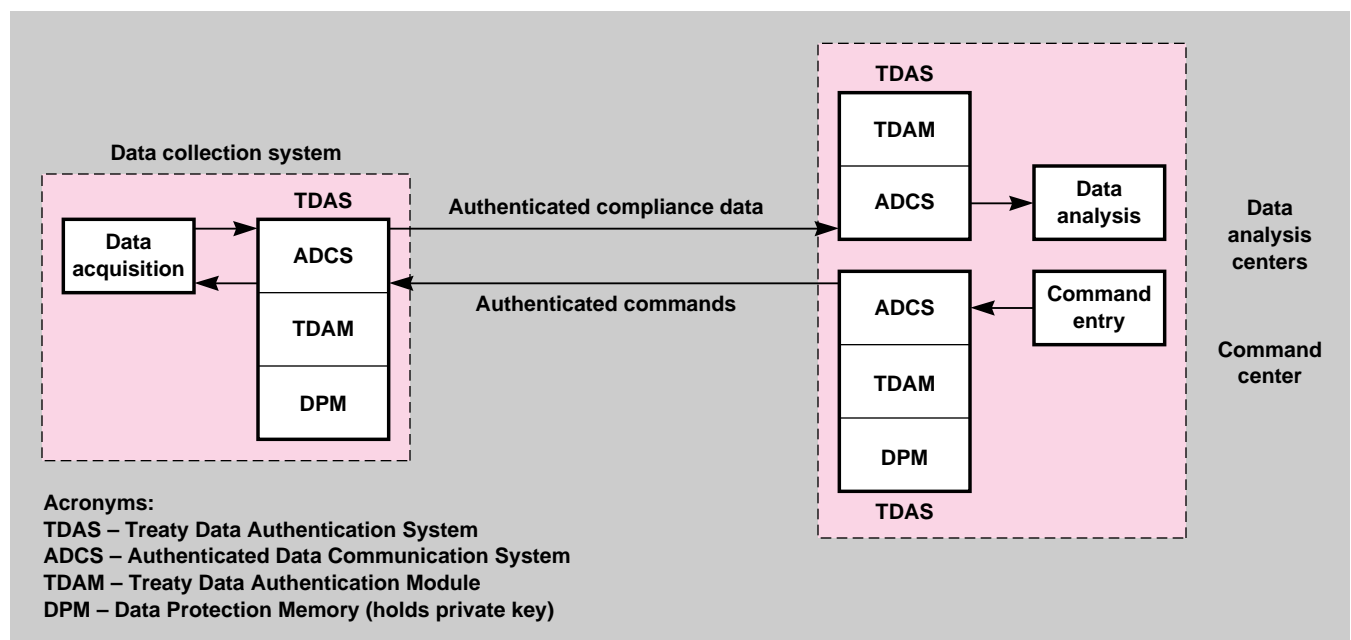 Data collection system
TDAS
Data
acquisition
ADCS
TDAM
DPM
Authenticated compliance data
Authenticated commands
TDAS
TDAM
ADCS
Data
analysis
ADCS
TDAM
DPM
TDAS
Command
entry
Data
analysis
centers
Command
center
Acronyms:
TDAS – Treaty Data Authentication System
ADCS – Authenticated Data Communication System
TDAM – Treaty Data Authentication Module
DPM – Data Protection Memory (holds private key)